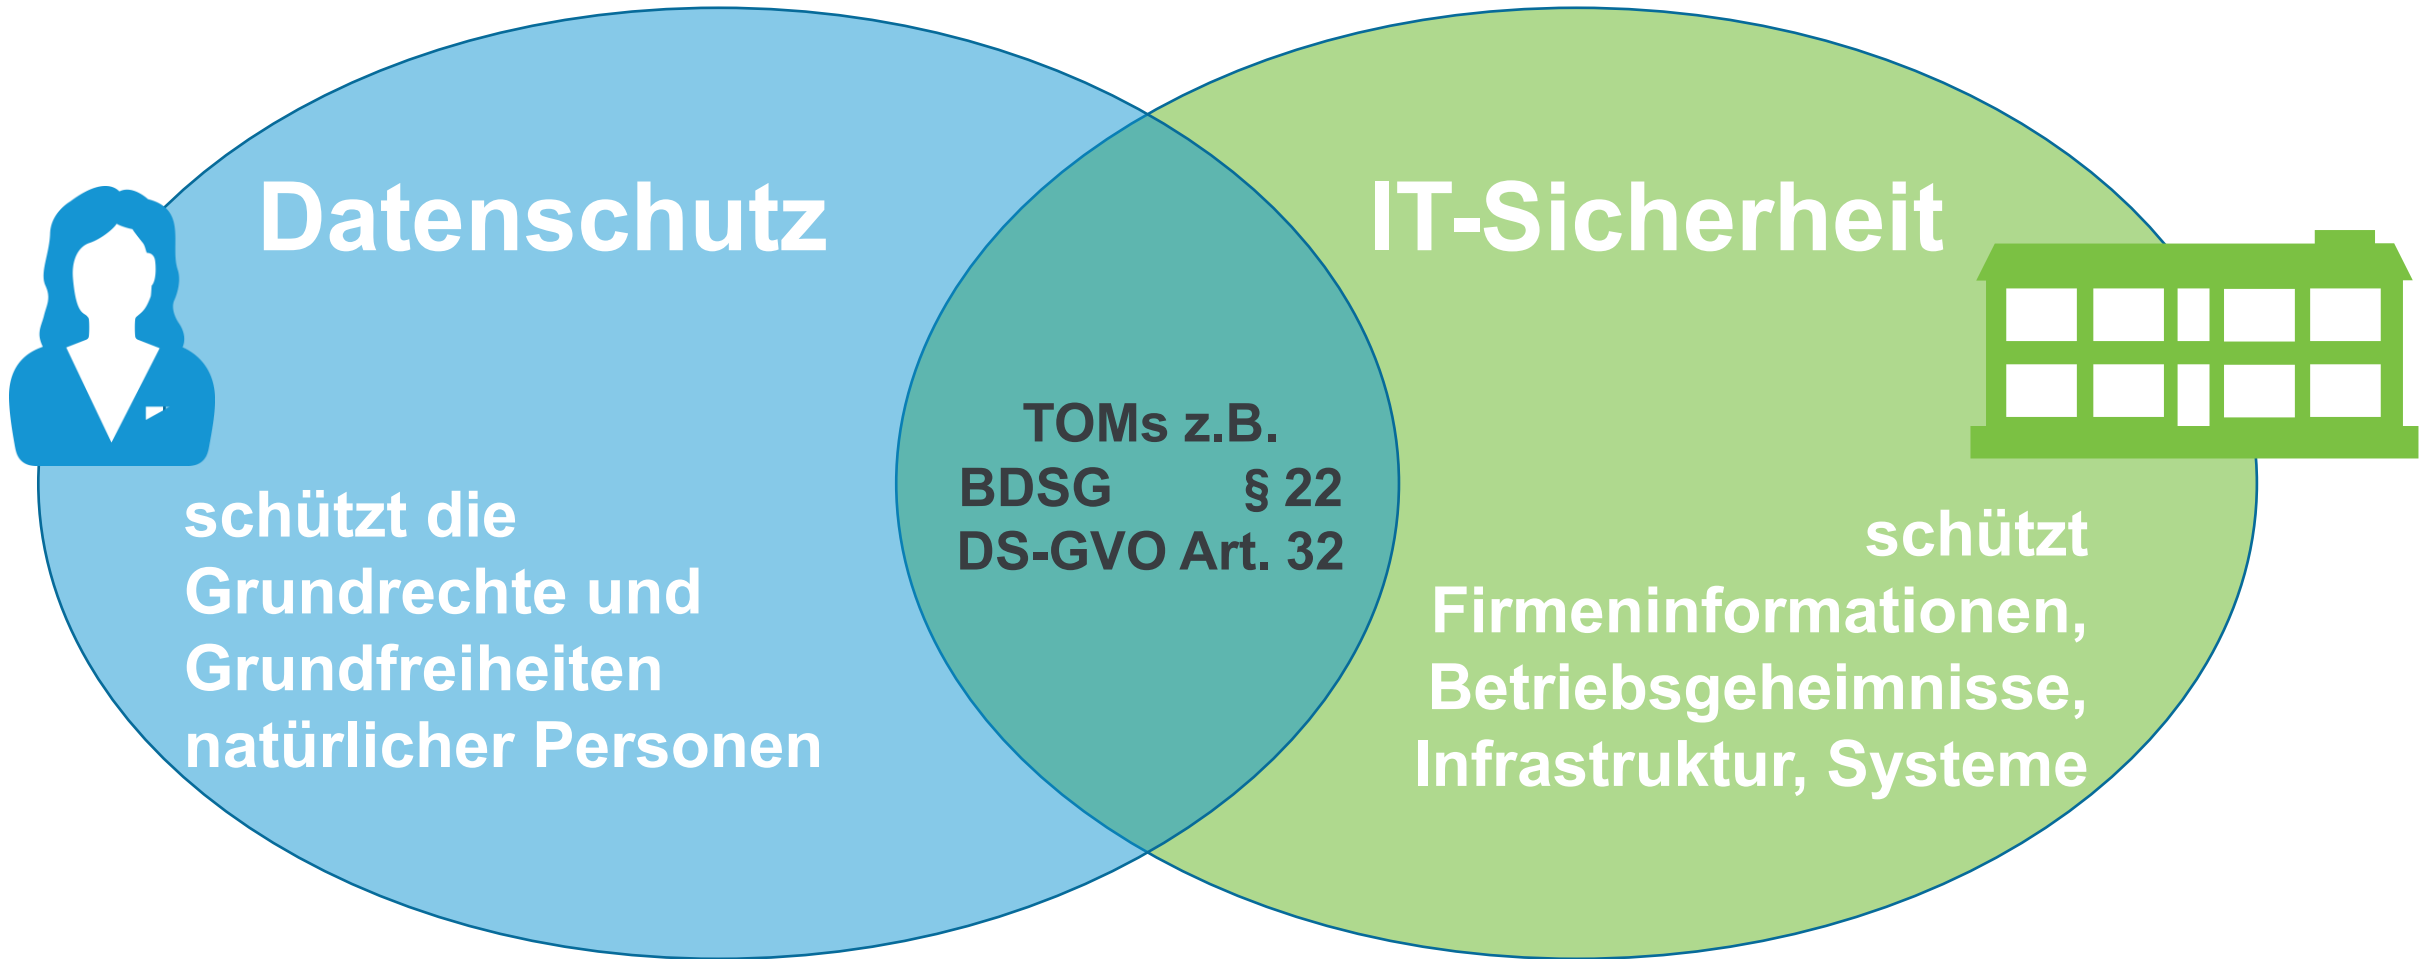 Datenschutz
schützt die
Grundrechte und
Grundfreiheiten
natürlicher Personen
TOMs z.B.
BDSG § 22
DS-GVO Art. 32
IT-Sicherheit
schützt
Firmeninformationen,
Betriebsgeheimnisse,
Infrastruktur, Systeme